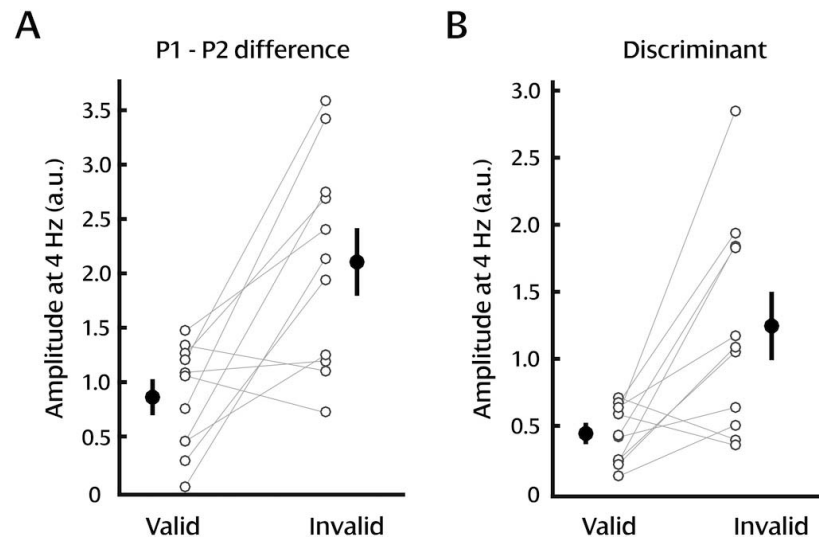 A
P1 - P2 difference
Amplitude at 4 Hz (a.u.)
3.5
3.0
2.5
2.0
1.5
1.0
0.5
0
Valid Invalid
B
Discriminant
Amplitude at 4 Hz (a.u.)
3.0
2.5
2.0
1.5
1.0
0.5
0
Valid Invalid